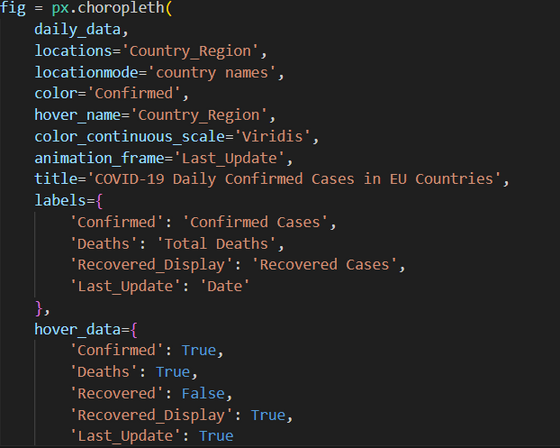 fig = px.choropleth(
    daily_data,
    locations='Country_Region',
    locationmode='country names',
    color='Confirmed',
    hover_name='Country_Region',
    color_continuous_scale='Viridis',
    animation_frame='Last_Update',
    title='COVID-19 Daily Confirmed Cases in EU Countries',
    labels={
        'Confirmed': 'Confirmed Cases',
        'Deaths': 'Total Deaths',
        'Recovered_Display': 'Recovered Cases',
        'Last_Update': 'Date'
    },
    hover_data={
        'Confirmed': True,
        'Deaths': True,
        'Recovered': False,
        'Recovered_Display': True,
        'Last_Update': True